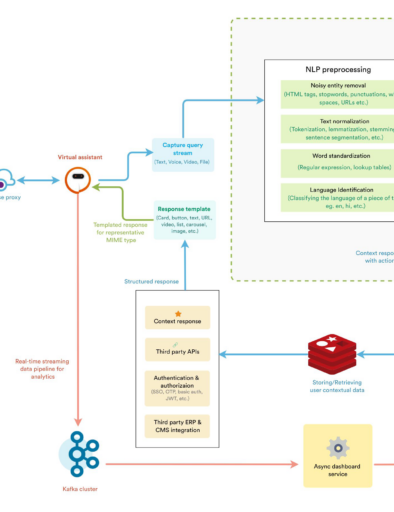 NLP preprocessing
Noisy entity removal
(HTML tags, stopwords, punctuations,
spaces, URLs etc.)
Text normalization
(Tokenization, lemmatization, stemming
sentence segmentation, etc.)
Word standardization
(Regular expression, lookup tables)
Language Identification
(Classifying the language of a piece of
eg. en, hi, etc.)
Capture query
stream
(Text, Voice, Video, File)
Virtual assistant
proxy
Response template
(Card, button, text, URL,
video, list, carousel,
image, etc.)
Templated response
for representative
MIME type
Context
with
Structured response
Context response
Third party APIs
Authentication &
authorizaion
(SSO, OTP, basic auth,
JWT, etc.)
Third party ERP &
CMS integration
Real-time streaming
data pipeline for
analytics
Storing/Retrieving
user contextual data
Kafka cluster
Async dashboard
service